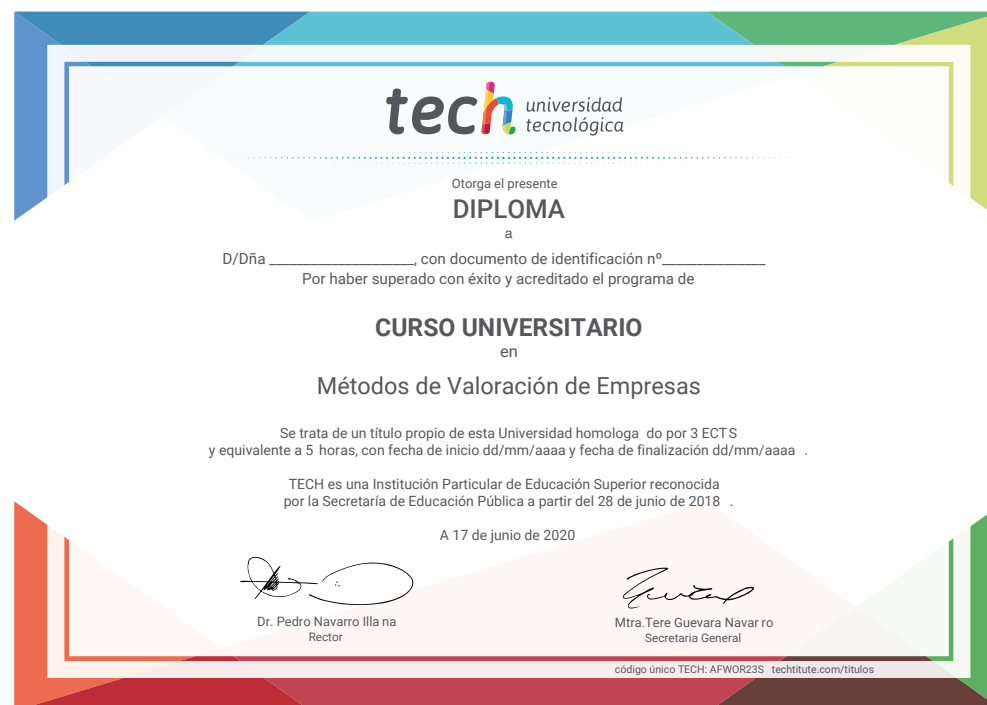 tech universidad
tecnológica
Otorga el presente
DIPLOMA
a
D/Dña ____________________, con documento de identificación nº______________
Por haber superado con éxito y acreditado el programa de
CURSO UNIVERSITARIO
en
Métodos de Valoración de Empresas
Se trata de un título propio de esta Universidad homologa do por 3 ECTS
y equivalente a 5 horas, con fecha de inicio dd/mm/aaaa y fecha de finalización dd/mm/aaaa .
TECH es una Institución Particular de Educación Superior reconocida
por la Secretaría de Educación Pública a partir del 28 de junio de 2018 .
A 17 de junio de 2020
Dr. Pedro Navarro Illa na
Rector
Mtra.Tere Guevara Navar ro
Secretaria General
código único TECH: AFWOR23S techtitute.com/titulos